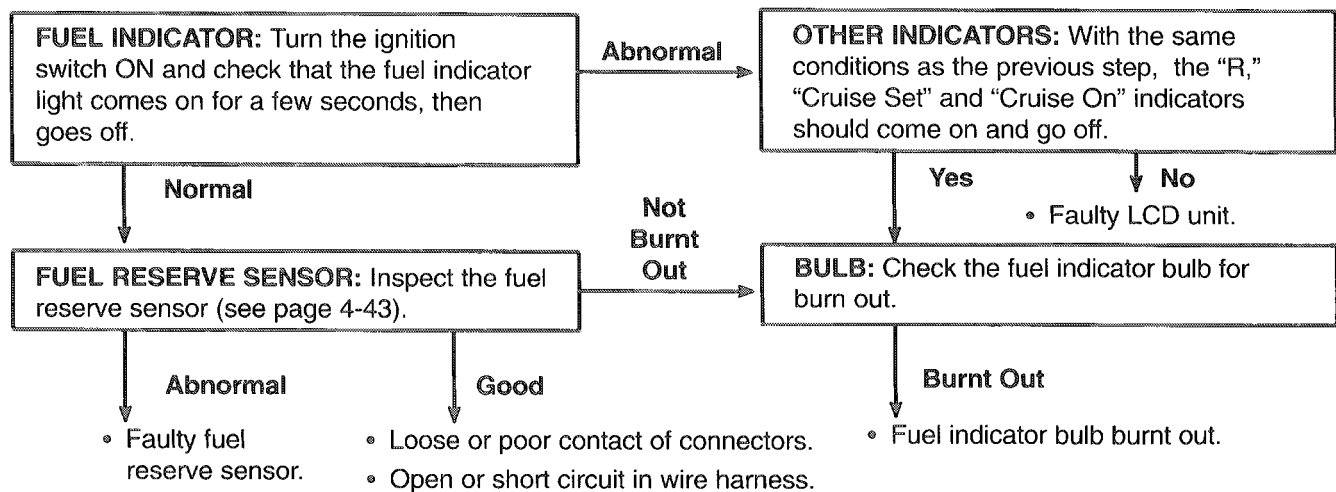 FUEL INDICATOR: Turn the ignition
switch ON and check that the fuel indicator
light comes on for a few seconds, then
goes off.
Abnormal
OTHER INDICATORS: With the same
conditions as the previous step, the “R,”
“Cruise Set” and “Cruise On” indicators
should come on and go off.
Normal
Yes
No
• Faulty LCD unit.
Not
Burnt
Out
FUEL RESERVE SENSOR: Inspect the fuel
reserve sensor (see page 4-43).
BULB: Check the fuel indicator bulb for
burn out.
Abnormal
Good
Burnt Out
• Faulty fuel
reserve sensor.
• Loose or poor contact of connectors.
• Open or short circuit in wire harness.
• Fuel indicator bulb burnt out.